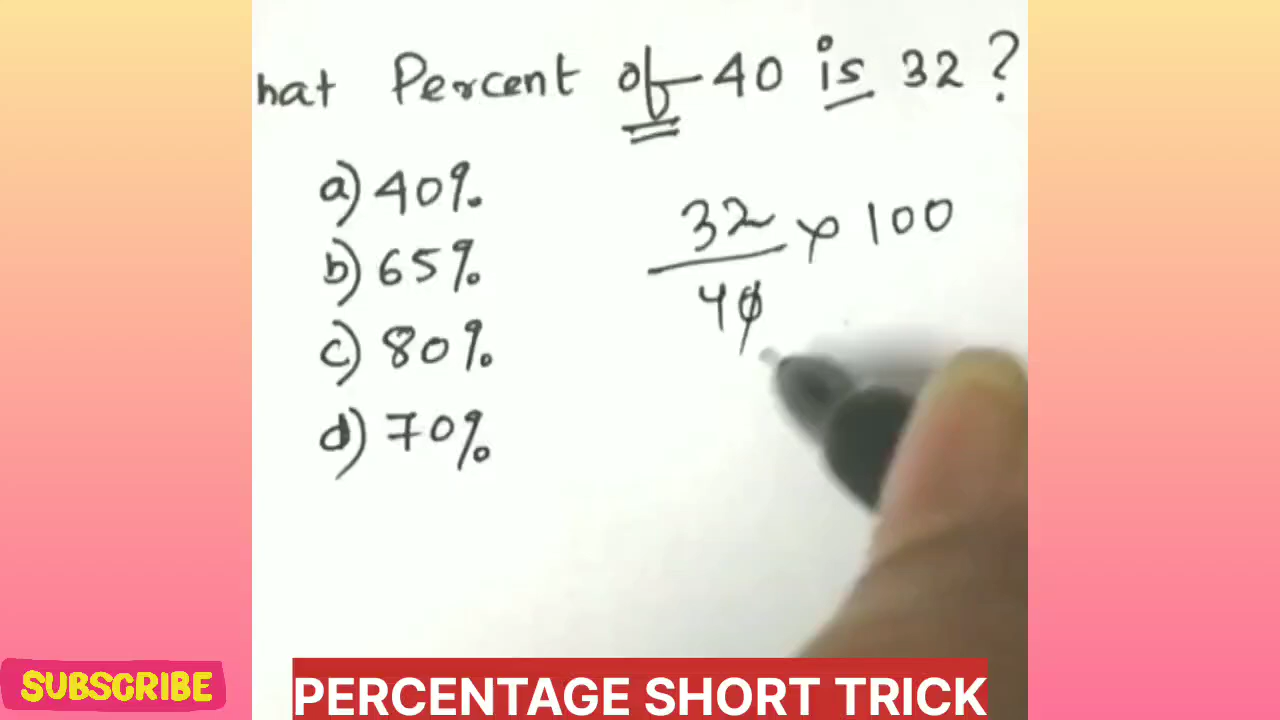 hat Percent of 40 is 32?
a) 40%
b) 65%
c) 80%
d) 70%
32
40
× 100
SUBSCRIBE
PERCENTAGE SHORT TRICK